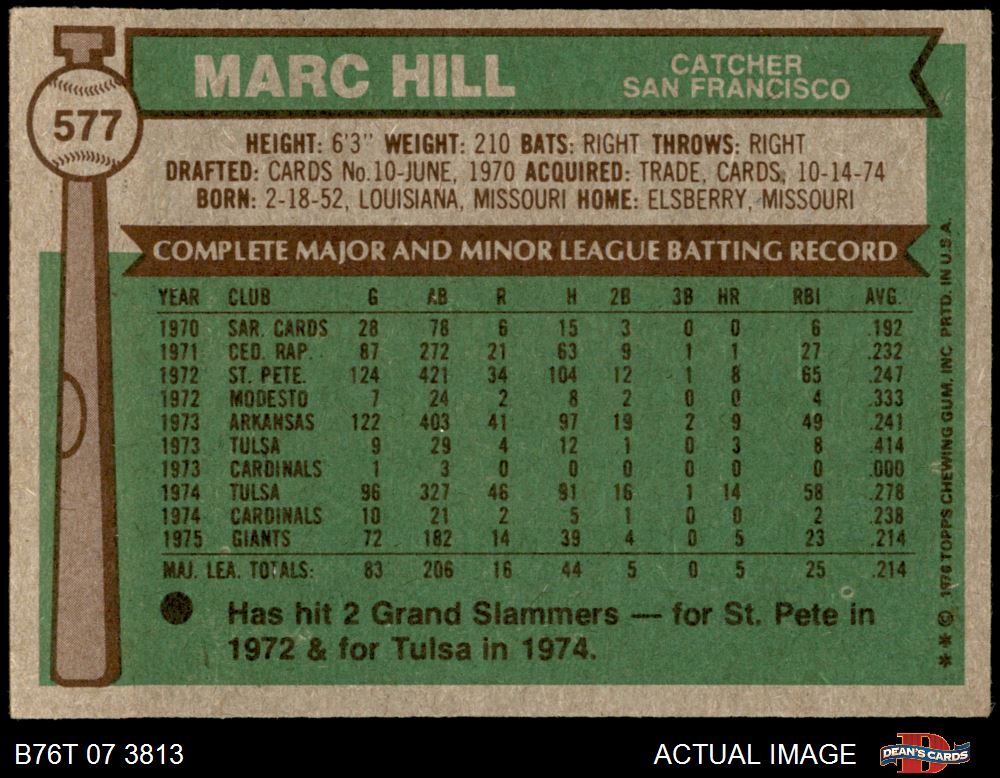 577
MARC HILL
CATCHER
SAN FRANCISCO
HEIGHT: 6'3" WEIGHT: 210 BATS: RIGHT THROWS: RIGHT
DRAFTED: CARDS No.10-JUNE, 1970 ACQUIRED: TRADE, CARDS, 10-14-74
BORN: 2-18-52, LOUISIANA, MISSOURI HOME: ELSBERRY, MISSOURI
COMPLETE MAJOR AND MINOR LEAGUE BATTING RECORD
YEAR CLUB G AB R H 2B 3B HR RBI AVG.
1970 SAR. CARDS 28 78 6 15 3 0 0 6 .192
1971 CED. RAP. 87 272 21 63 9 1 1 27 .232
1972 ST. PETE. 124 421 34 104 12 1 8 65 .247
1972 MODESTO 7 24 2 8 2 0 0 4 .333
1973 ARKANSAS 122 403 41 97 19 2 9 49 .241
1973 TULSA 9 29 4 12 1 0 3 8 .414
1973 CARDINALS 1 3 0 0 0 0 0 0 .000
1974 TULSA 96 327 46 91 16 1 14 58 .278
1974 CARDINALS 10 21 2 5 1 0 0 2 .238
1975 GIANTS 72 182 14 39 4 0 5 23 .214
MAJ. LEA. TOTALS: 83 206 16 44 5 0 5 25 .214
Has hit 2 Grand Slammers — for St. Pete in
1972 & for Tulsa in 1974.
** © 1976 TOPPS CHEWING GUM, INC. PRTD. IN U.S.A.
B76T 07 3813
ACTUAL IMAGE
DEAN'S CARDS